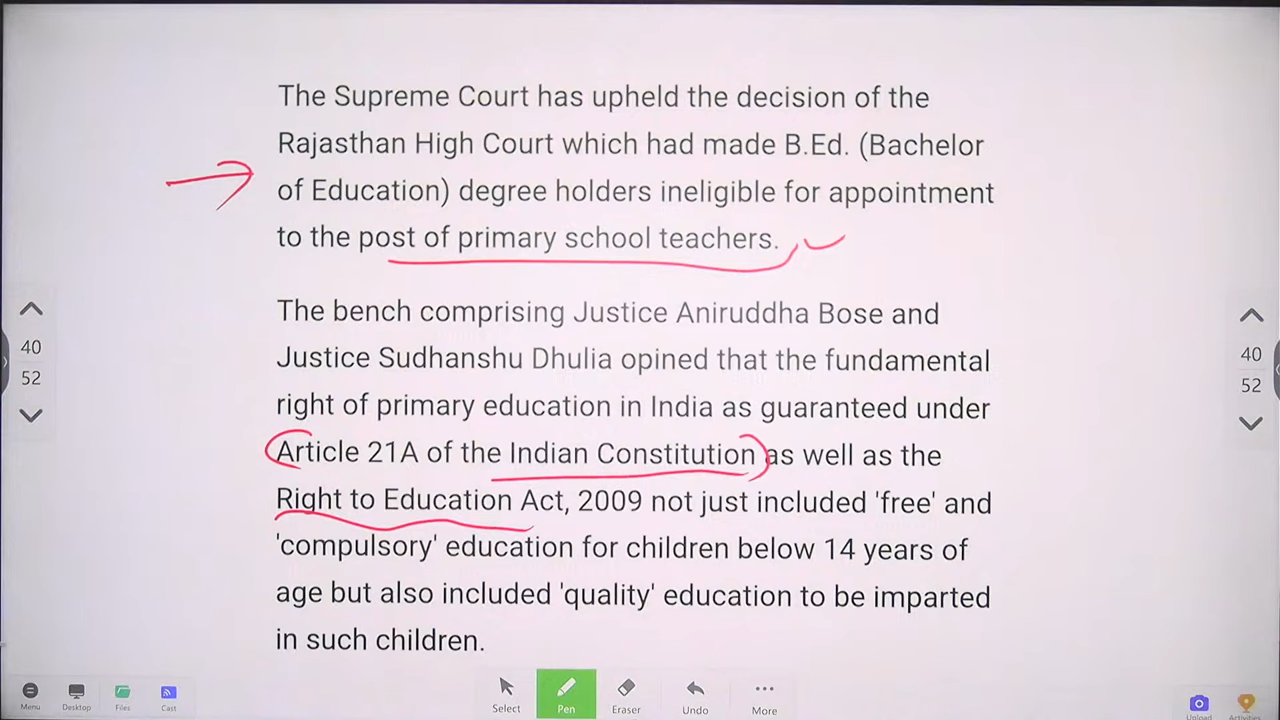 The Supreme Court has upheld the decision of the
Rajasthan High Court which had made B.Ed. (Bachelor
of Education) degree holders ineligible for appointment
to the post of primary school teachers.
The bench comprising Justice Aniruddha Bose and
Justice Sudhanshu Dhulia opined that the fundamental
right of primary education in India as guaranteed under
Article 21A of the Indian Constitution as well as the
Right to Education Act, 2009 not just included 'free' and
'compulsory' education for children below 14 years of
age but also included 'quality' education to be imparted
in such children.
40
52
40
52
Menu
Desktop
Files
Cast
Select
Pen
Eraser
Undo
More
Upload
Activities